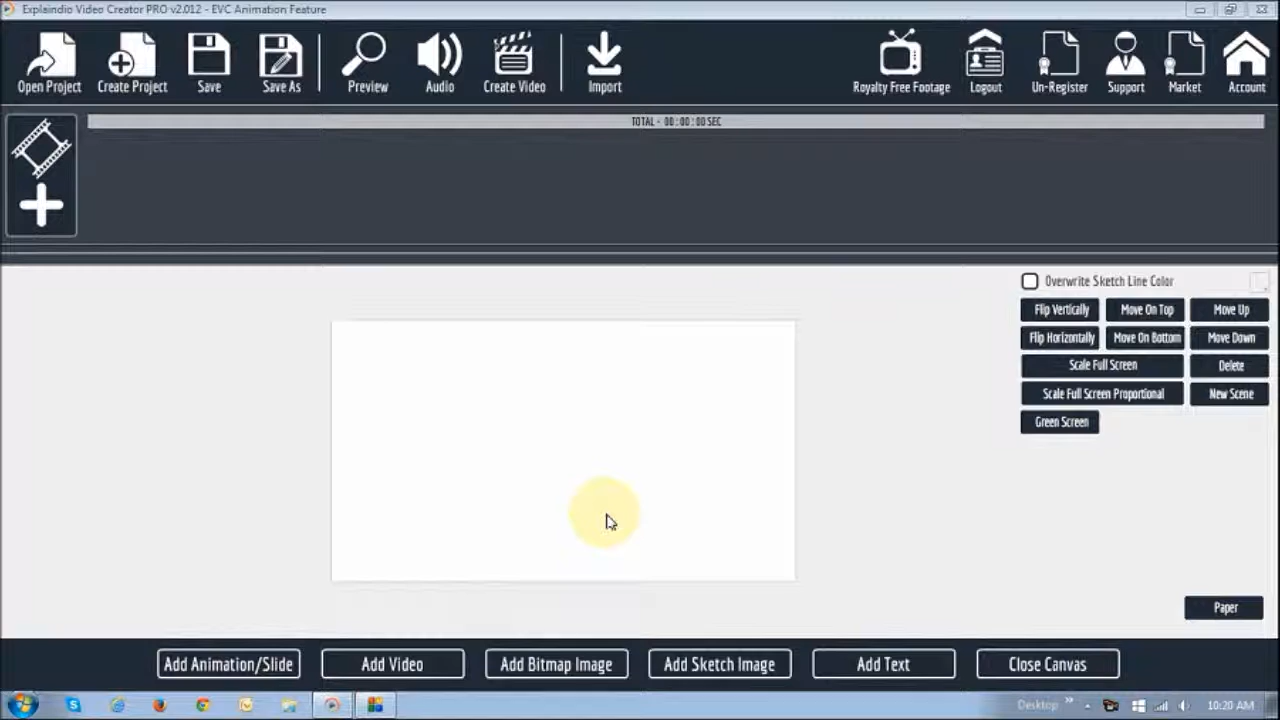 Explaindio Video Creator PRO v2.012 - EVC Animation Feature
Open Project Create Project Save Save As Preview Audio Create Video Import Royalty Free Footage Logout Un-Register Support Market Account
TOTAL - 00 : 00 : 00 SEC
Overwrite Sketch Line Color
Flip Vertically Move On Top Move Up
Flip Horizontally Move On Bottom Move Down
Scale Full Screen Delete
Scale Full Screen Proportional New Scene
Green Screen
Paper
Add Animation/Slide Add Video Add Bitmap Image Add Sketch Image Add Text Close Canvas
Desktop 10:20 AM